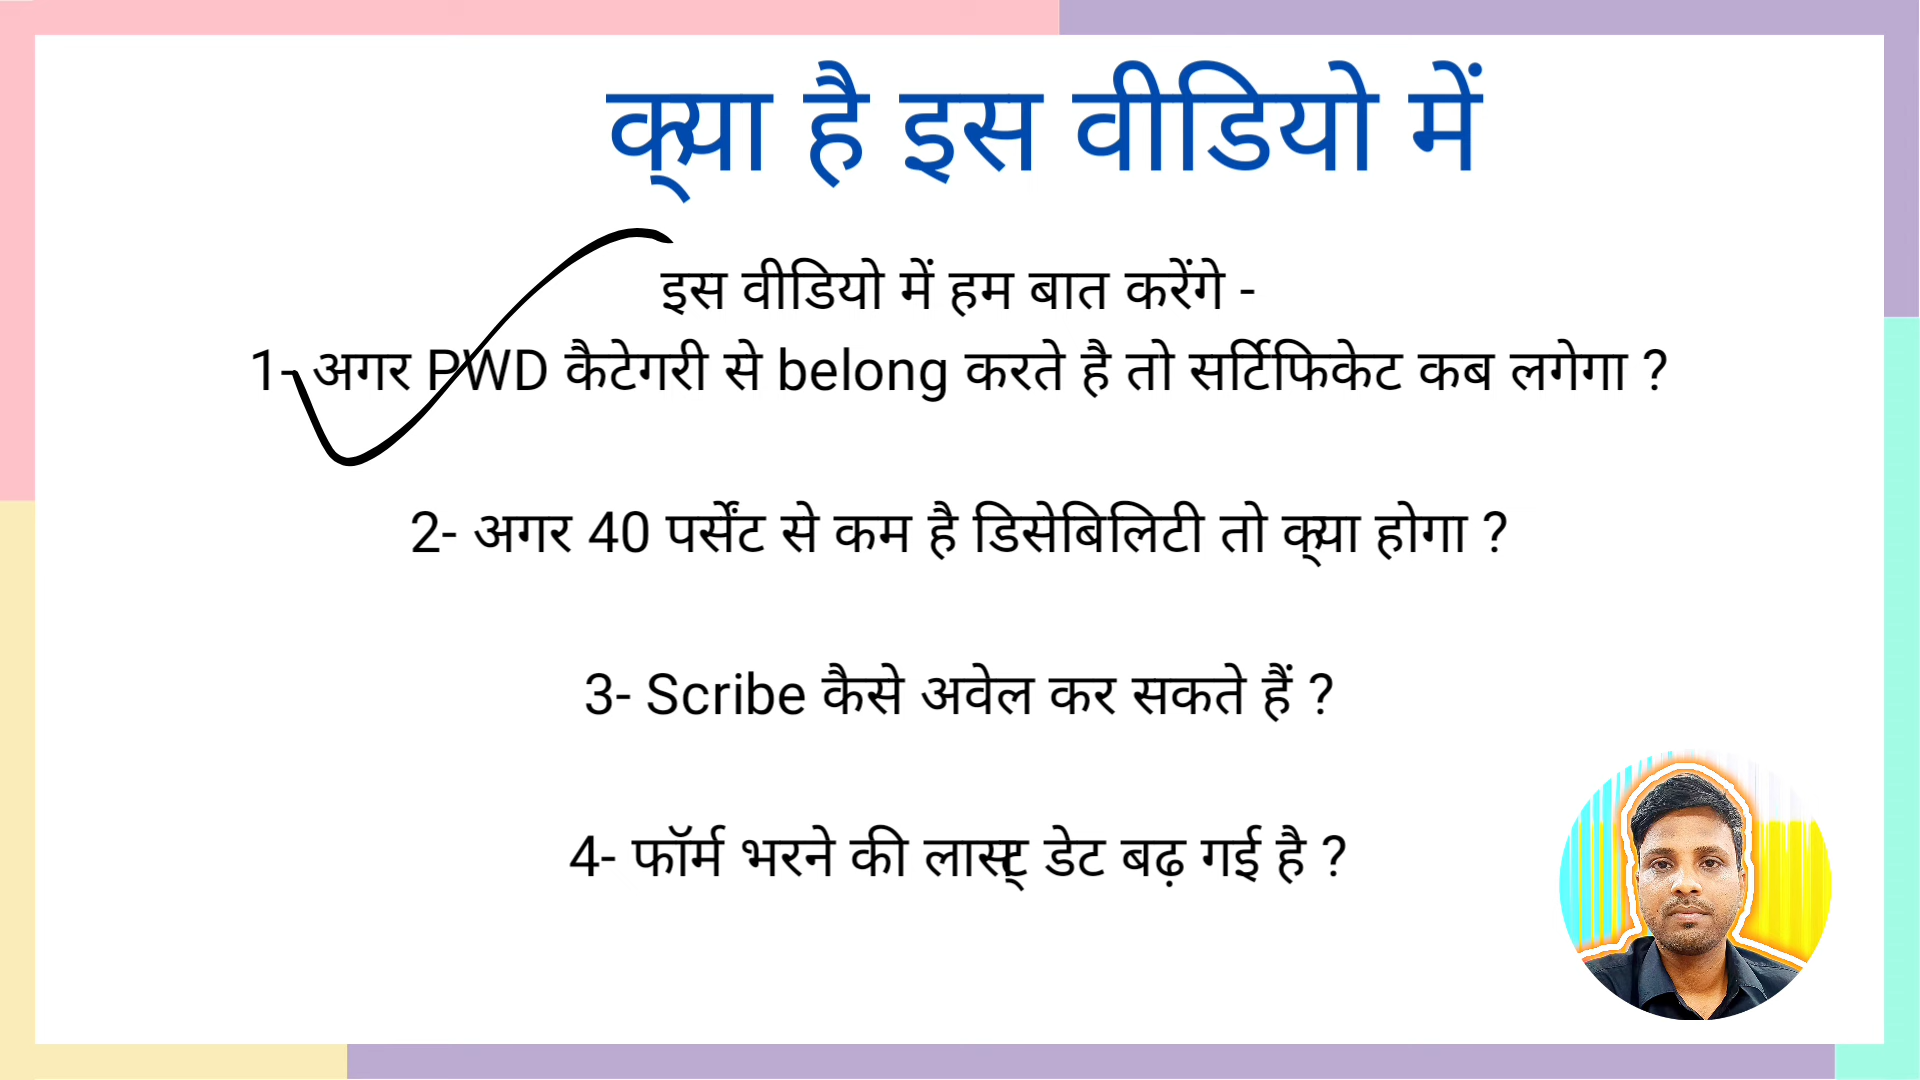 क्या है इस वीडियो में
इस वीडियो में हम बात करेंगे -
1- अगर PWD कैटेगरी से belong करते है तो सर्टिफिकेट कब लगेगा ?
2- अगर 40 पर्सेंट से कम है डिसेबिलिटी तो क्या होगा ?
3- Scribe कैसे अवेल कर सकते हैं ?
4- फॉर्म भरने की लास्ट् डेट बढ़ गई है ?